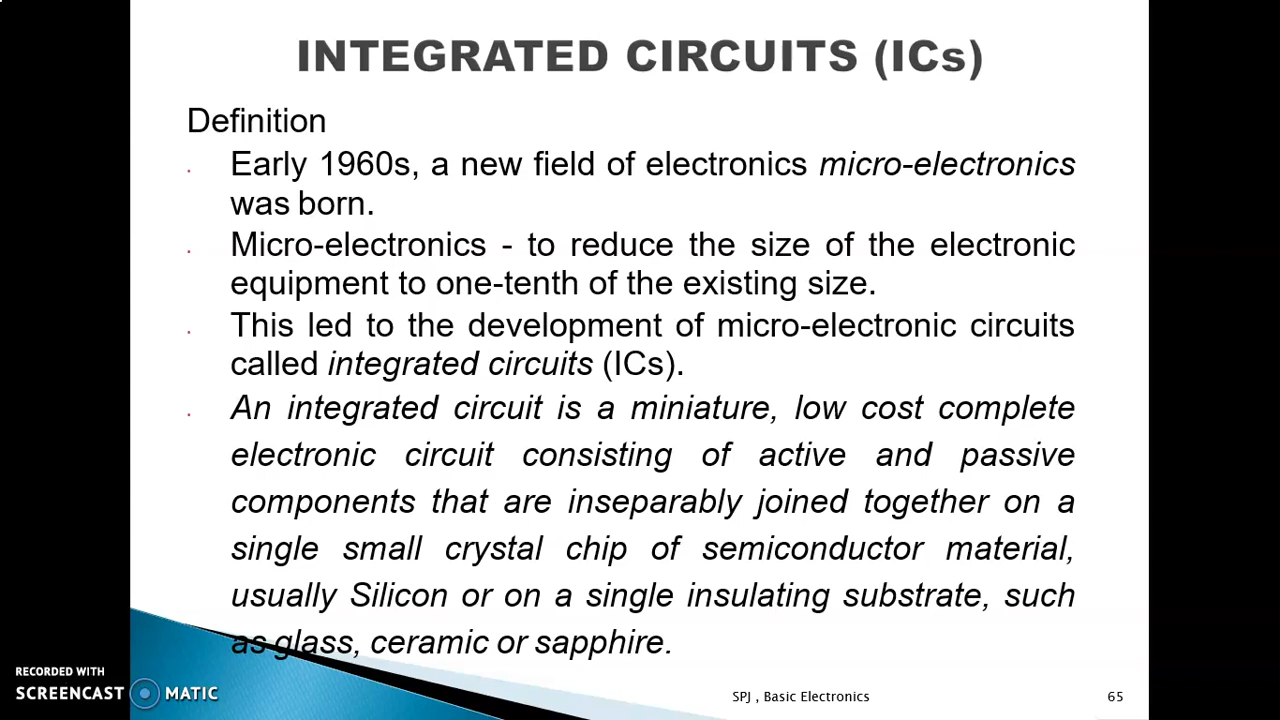 INTEGRATED CIRCUITS (ICs)
Definition
Early 1960s, a new field of electronics micro-electronics
was born.
Micro-electronics - to reduce the size of the electronic
equipment to one-tenth of the existing size.
This led to the development of micro-electronic circuits
called integrated circuits (ICs).
An integrated circuit is a miniature, low cost complete
electronic circuit consisting of active and passive
components that are inseparably joined together on a
single small crystal chip of semiconductor material,
usually Silicon or on a single insulating substrate, such
as glass, ceramic or sapphire.
RECORDED WITH
SCREENCAST MATIC
SPJ , Basic Electronics
65